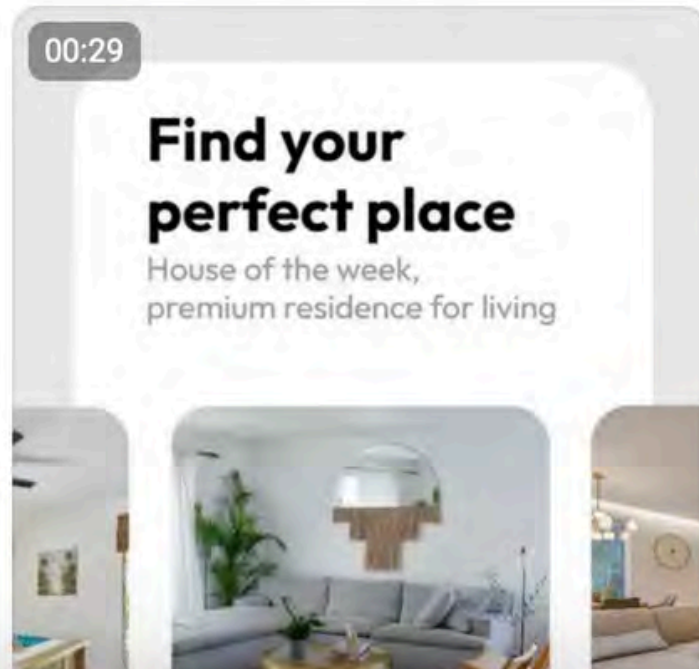 00:29
Find your
perfect place
House of the week,
premium residence for living